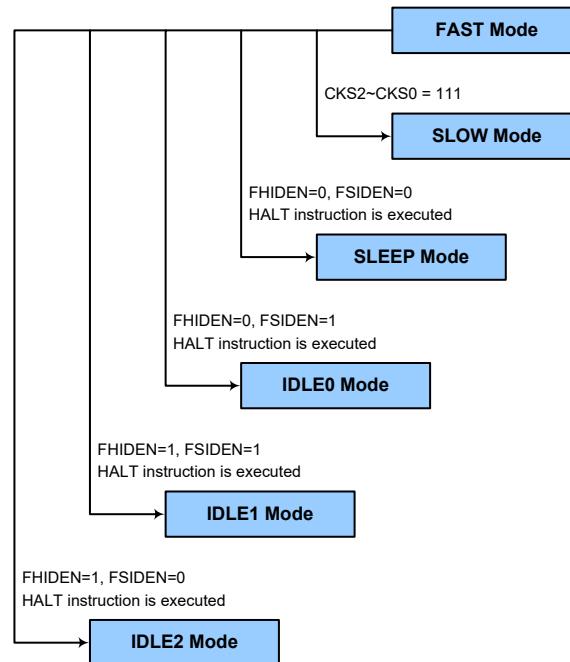 FAST Mode
CKS2~CKS0 = 111
SLOW Mode
FHIDEN=0, FSIDEN=0
HALT instruction is executed
SLEEP Mode
FHIDEN=0, FSIDEN=1
HALT instruction is executed
IDLE0 Mode
FHIDEN=1, FSIDEN=1
HALT instruction is executed
IDLE1 Mode
FHIDEN=1, FSIDEN=0
HALT instruction is executed
IDLE2 Mode